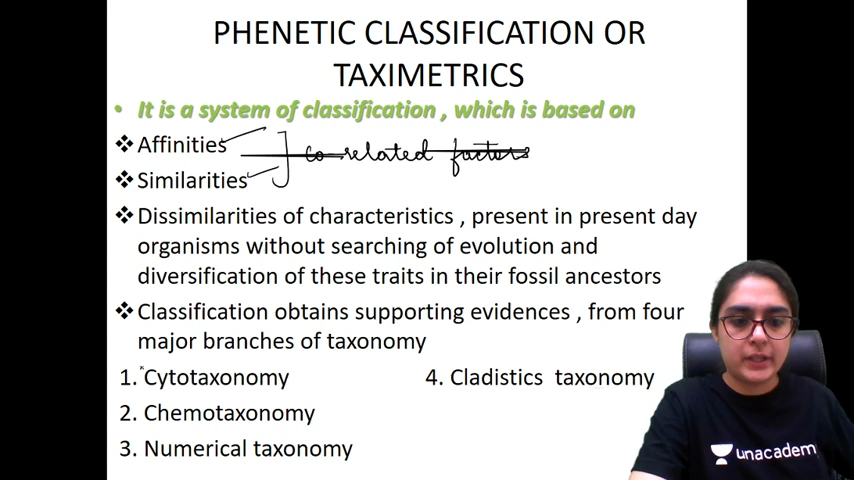 PHENETIC CLASSIFICATION OR
TAXIMETRICS
• It is a system of classification , which is based on
❖ Affinities
co-related factors
❖ Similarities
❖ Dissimilarities of characteristics , present in present day
organisms without searching of evolution and
diversification of these traits in their fossil ancestors
❖ Classification obtains supporting evidences , from four
major branches of taxonomy
1. Cytotaxonomy
4. Cladistics taxonomy
2. Chemotaxonomy
3. Numerical taxonomy
unacadem